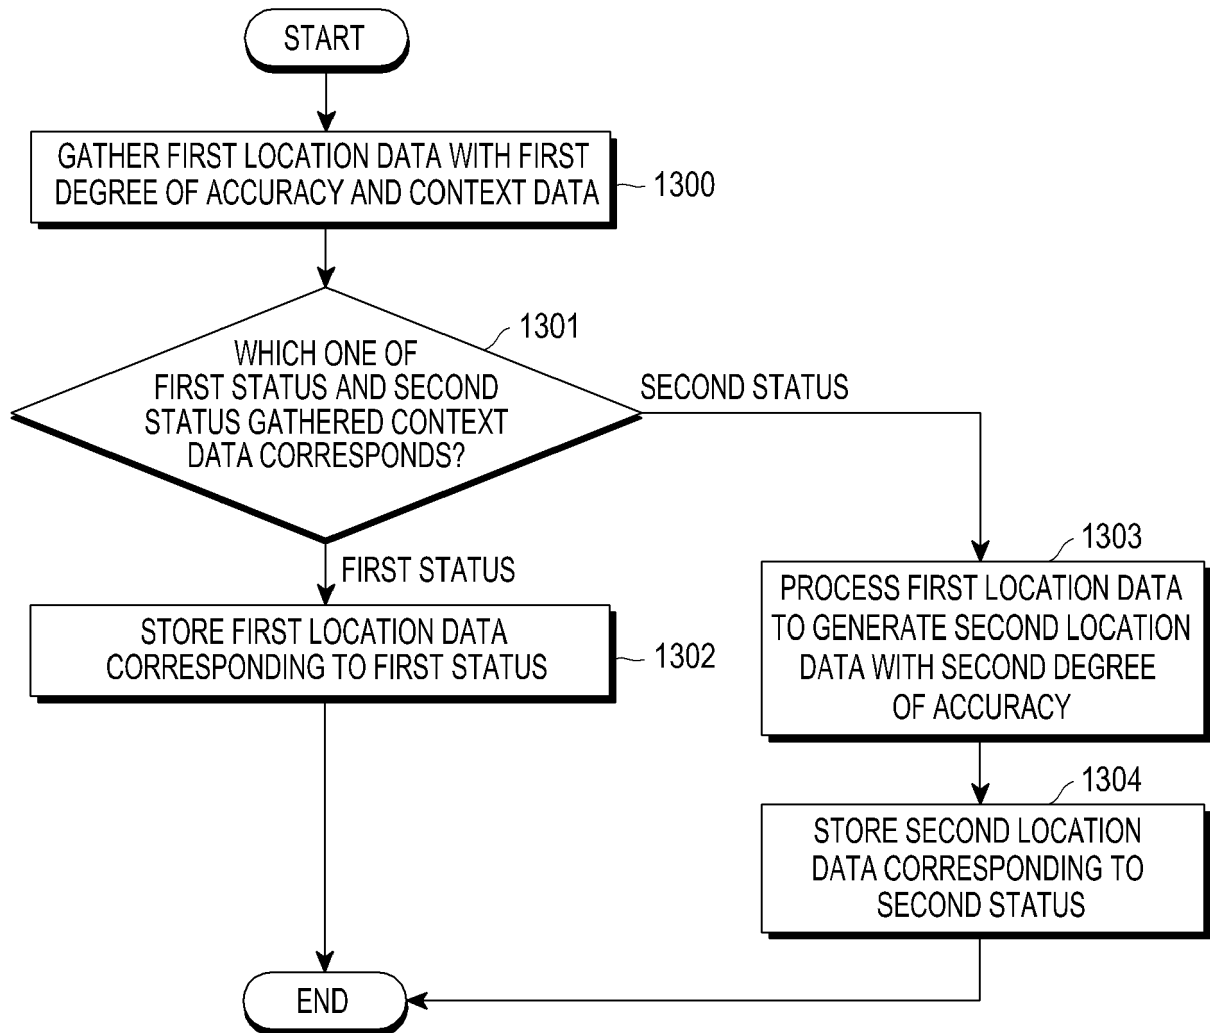 START
GATHER FIRST LOCATION DATA WITH FIRST
DEGREE OF ACCURACY AND CONTEXT DATA
1300
1301
WHICH ONE OF
FIRST STATUS AND SECOND
STATUS GATHERED CONTEXT
DATA CORRESPONDS?
SECOND STATUS
FIRST STATUS
STORE FIRST LOCATION DATA
CORRESPONDING TO FIRST STATUS
1302
1303
PROCESS FIRST LOCATION DATA
TO GENERATE SECOND LOCATION
DATA WITH SECOND DEGREE
OF ACCURACY
1304
STORE SECOND LOCATION
DATA CORRESPONDING TO
SECOND STATUS
END